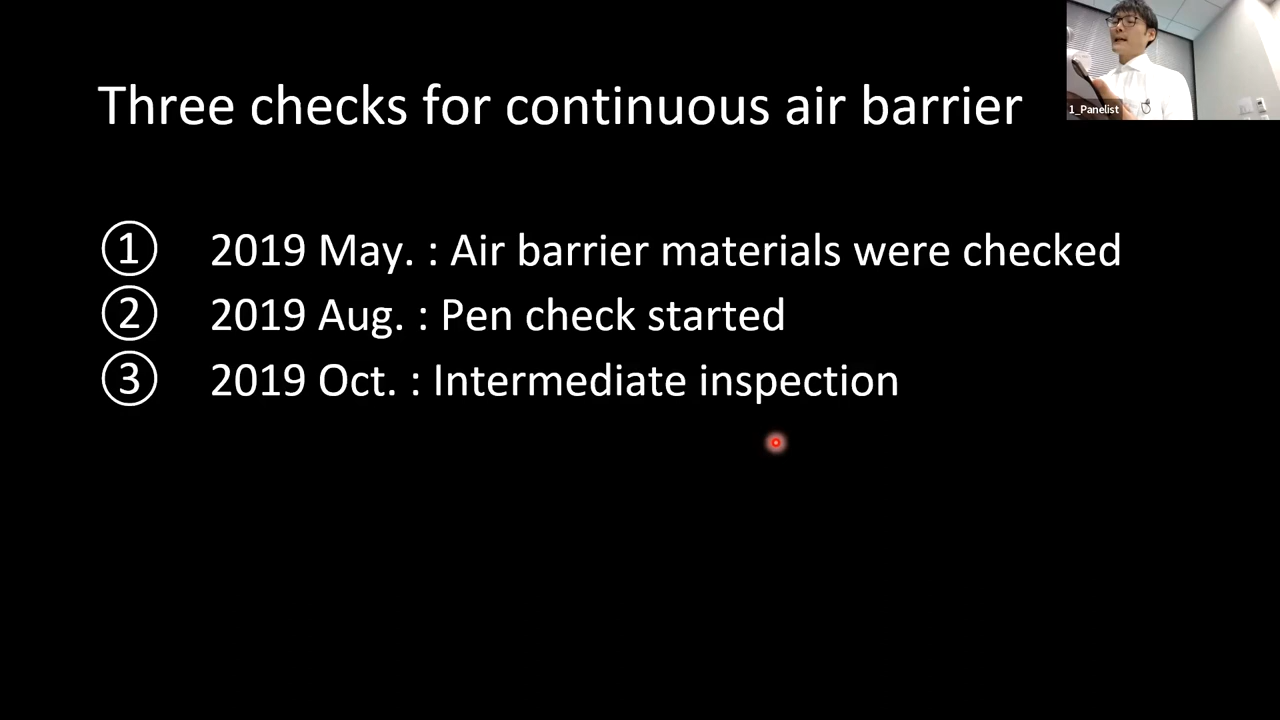 Three checks for continuous air barrier
1_Panelist
① 2019 May. : Air barrier materials were checked
② 2019 Aug. : Pen check started
③ 2019 Oct. : Intermediate inspection